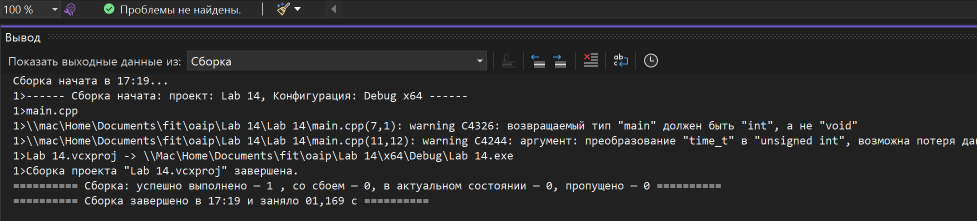 100 %
Проблемы не найдены.
Вывод
Показать выходные данные из: Сборка
Сборка начата в 17:19...
1>------ Сборка начата: проект: Lab 14, Конфигурация: Debug x64 ------
1>main.cpp
1>\\mac\Home\Documents\fit\oaip\Lab 14\Lab 14\main.cpp(7,1): warning C4326: возвращаемый тип "main" должен быть "int", а не "void"
1>\\mac\Home\Documents\fit\oaip\Lab 14\Lab 14\main.cpp(11,12): warning C4244: аргумент: преобразование "time_t" в "unsigned int", возможна потеря дан
1>Lab 14.vcxproj -> \\Mac\Home\Documents\fit\oaip\Lab 14\x64\Debug\Lab 14.exe
1>Сборка проекта "Lab 14.vcxproj" завершена.
========== Сборка: успешно выполнено — 1 , со сбоем — 0, в актуальном состоянии — 0, пропущено — 0 ==========
========== Сборка завершено в 17:19 и заняло 01,169 с ==========